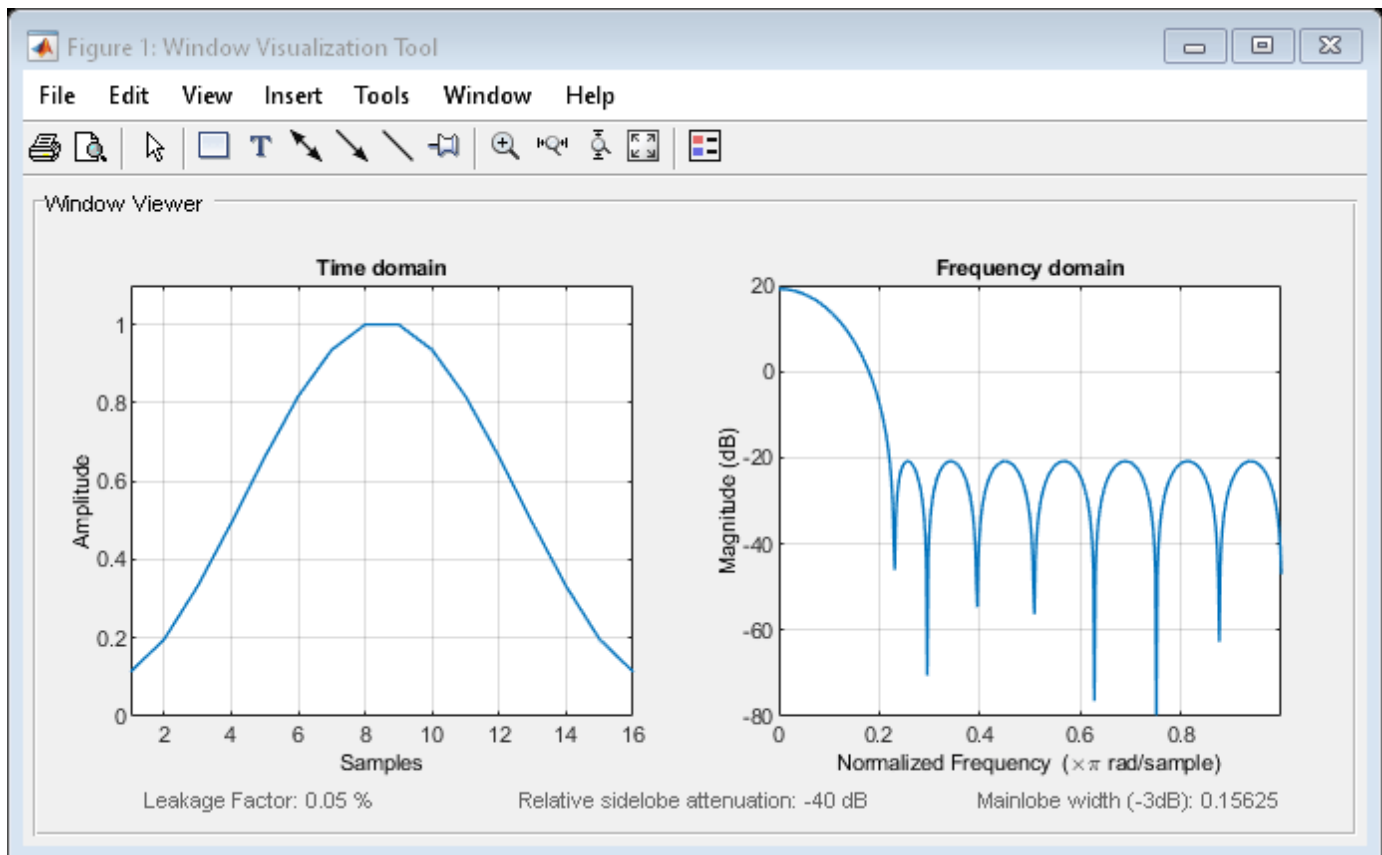 Figure 1: Window Visualization Tool
File Edit View Insert Tools Window Help
T
Window Viewer
Time domain
1
0.8
0.6
0.4
0.2
0
Amplitude
2 4 6 8 10 12 14 16
Samples
Frequency domain
20
0
-20
-40
-60
-80
Magnitude (dB)
0 0.2 0.4 0.6 0.8
Normalized Frequency (×π rad/sample)
Leakage Factor: 0.05 % Relative sidelobe attenuation: -40 dB Mainlobe width (-3dB): 0.15625